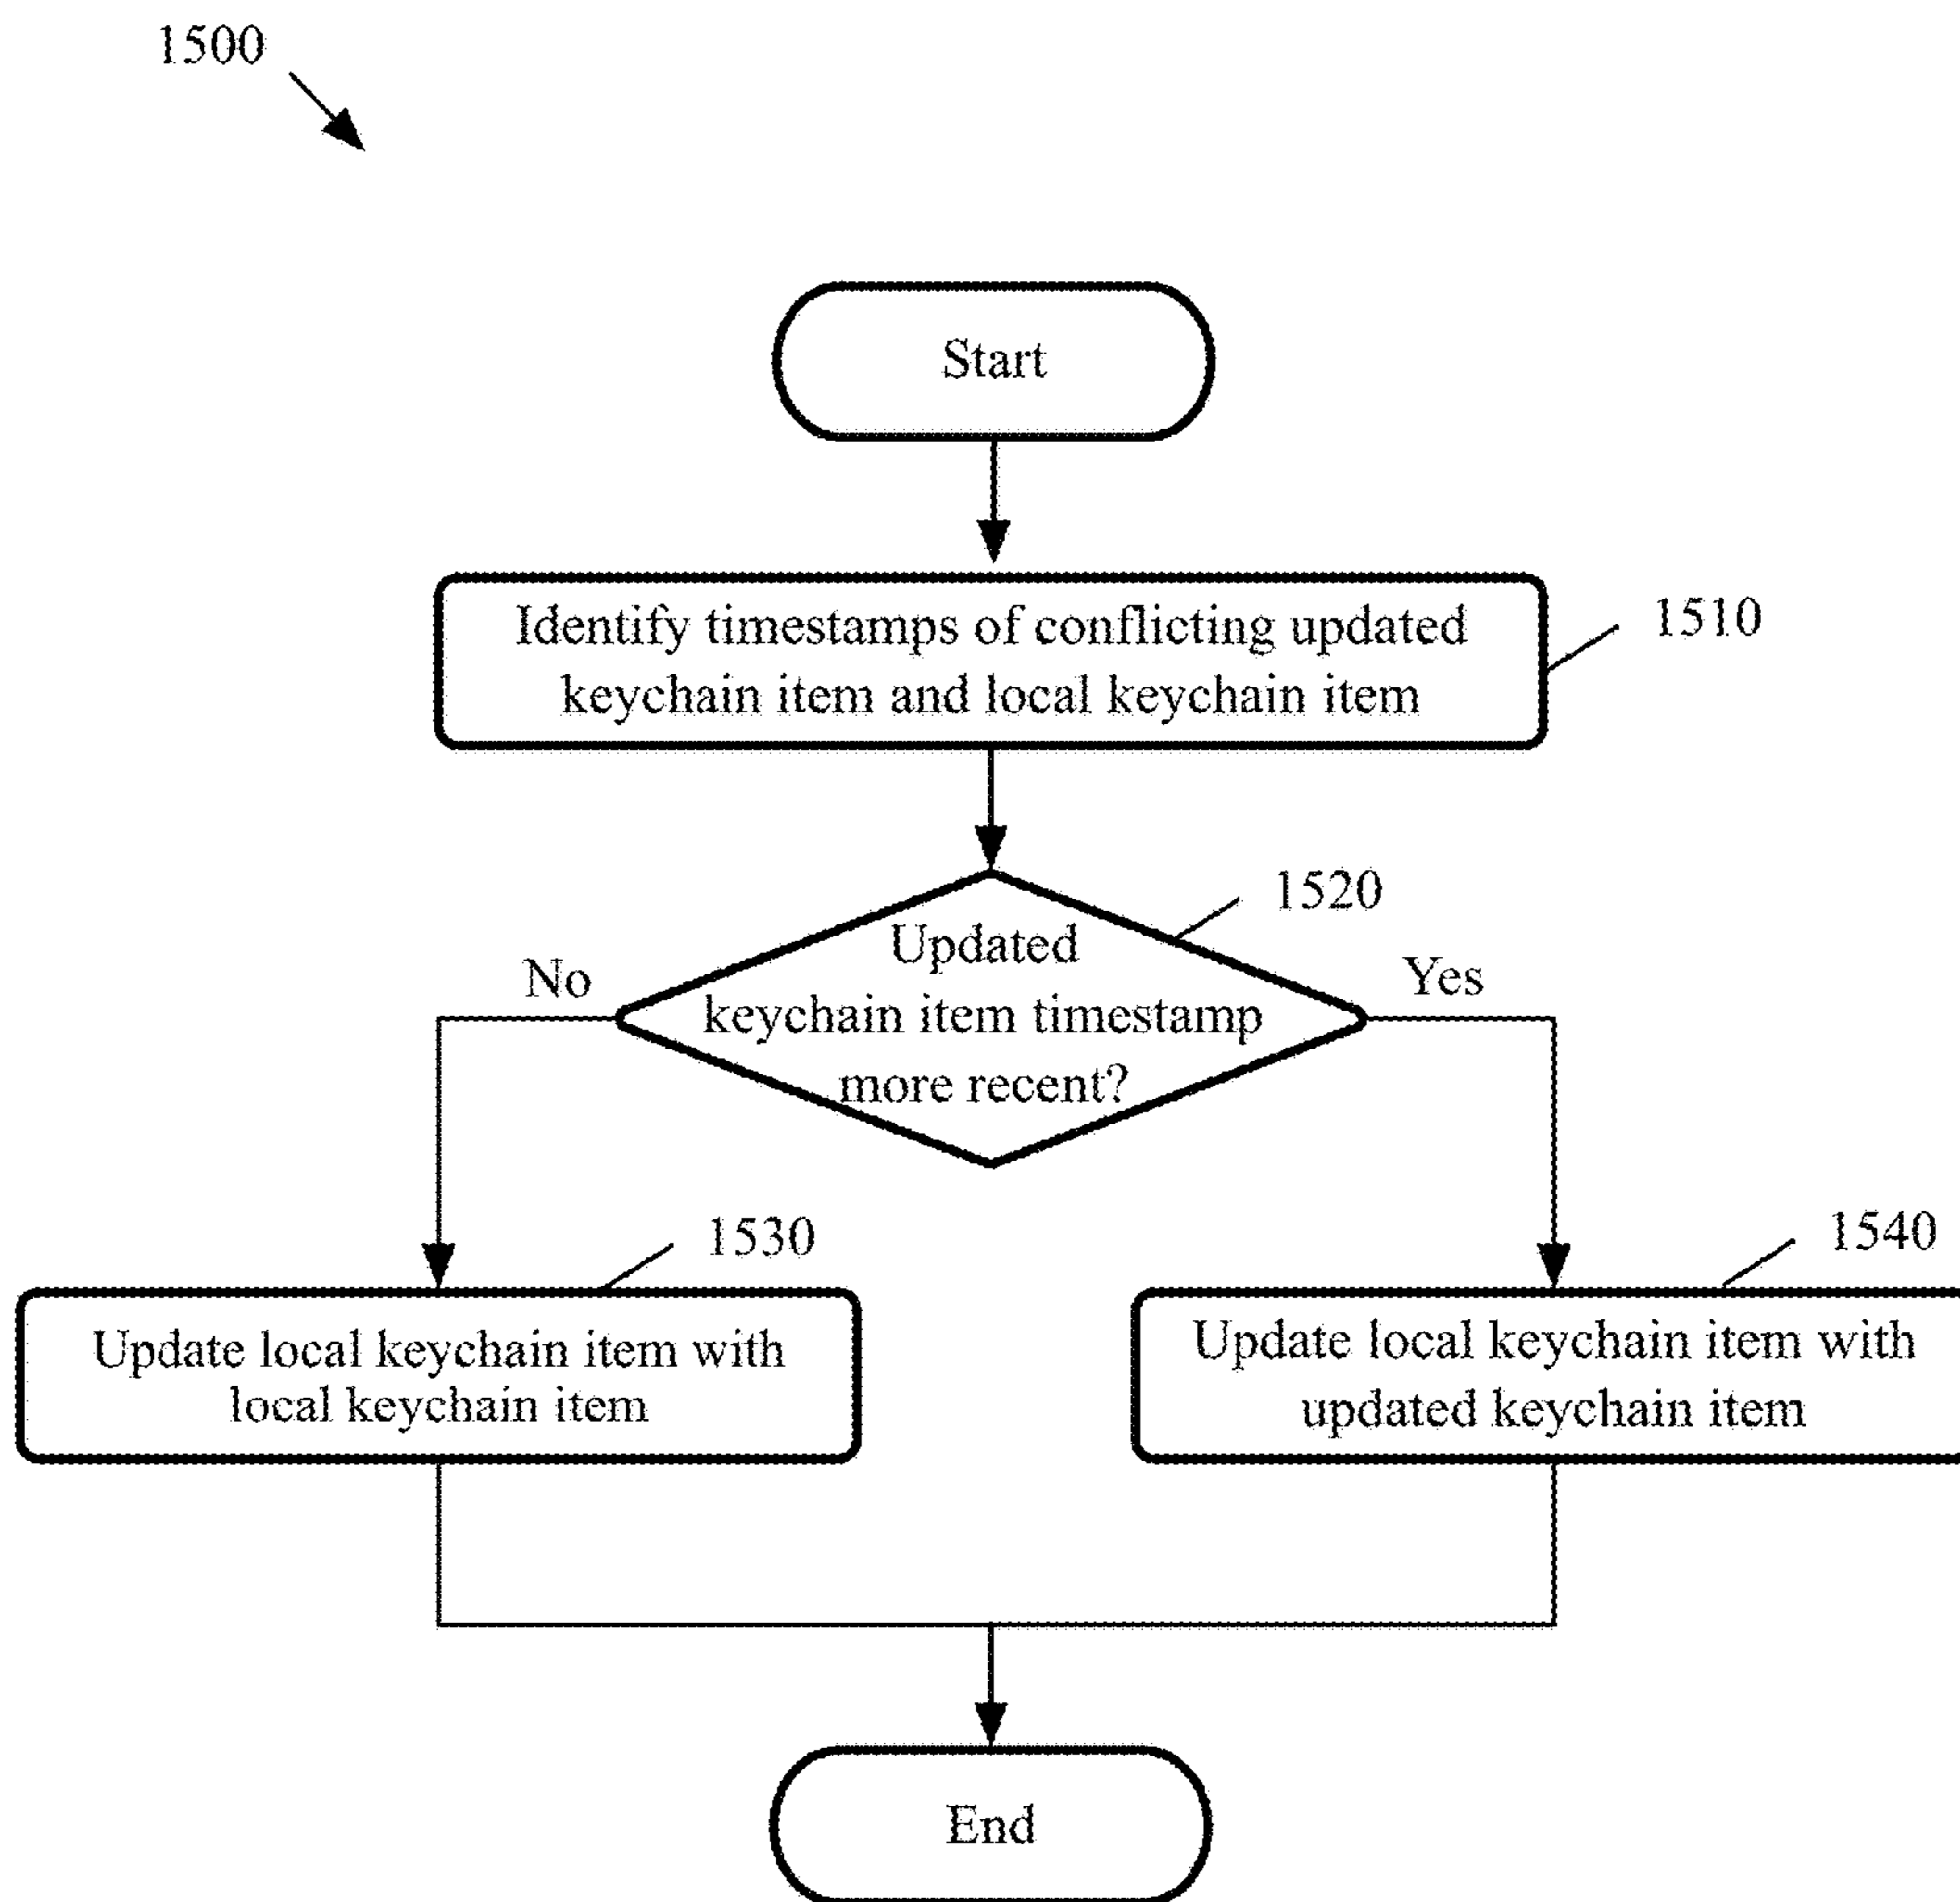 1500
Start
Identify timestamps of conflicting updated
keychain item and local keychain item
1510
1520
Updated
keychain item timestamp
more recent?
No
Yes
1530
Update local keychain item with
local keychain item
1540
Update local keychain item with
updated keychain item
End